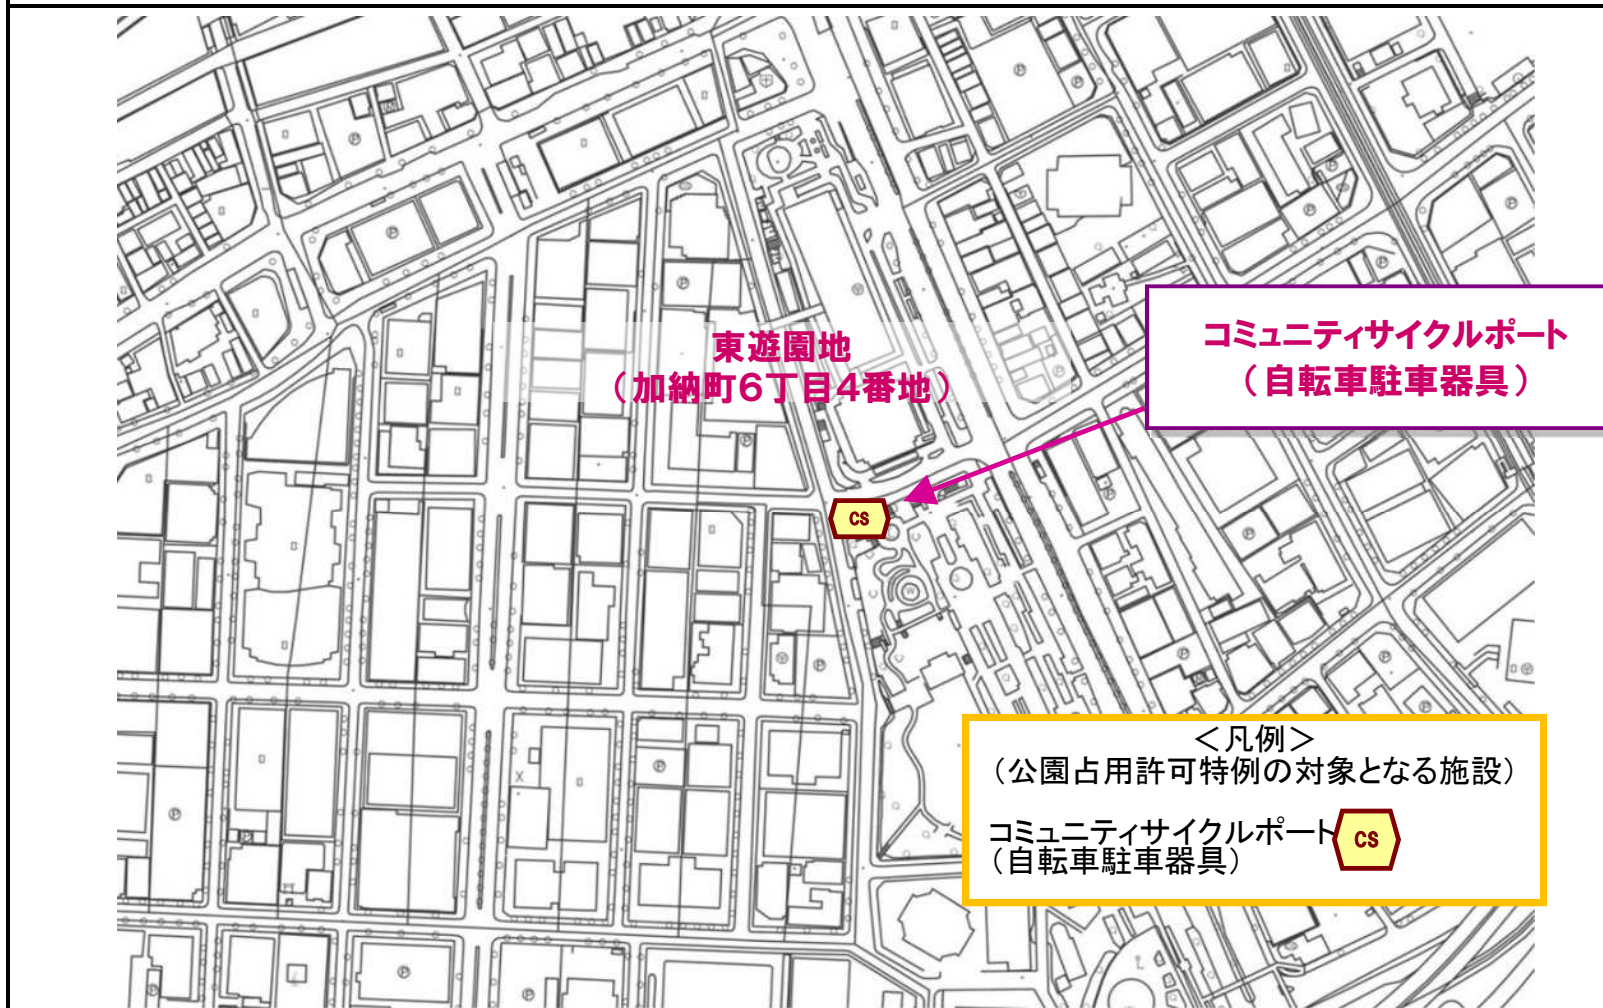 東遊園地
（加納町６丁目４番地）
コミュニティサイクルポート
（自転車駐車器具）
CS
＜凡例＞
（公園占用許可特例の対象となる施設）
コミュニティサイクルポート
（自転車駐車器具）
CS